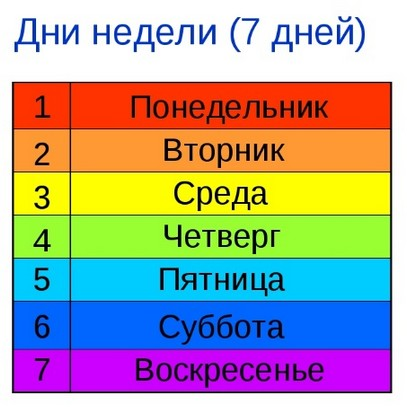 Дни недели (7 дней)
1 Понедельник
2 Вторник
3 Среда
4 Четверг
5 Пятница
6 Суббота
7 Воскресенье